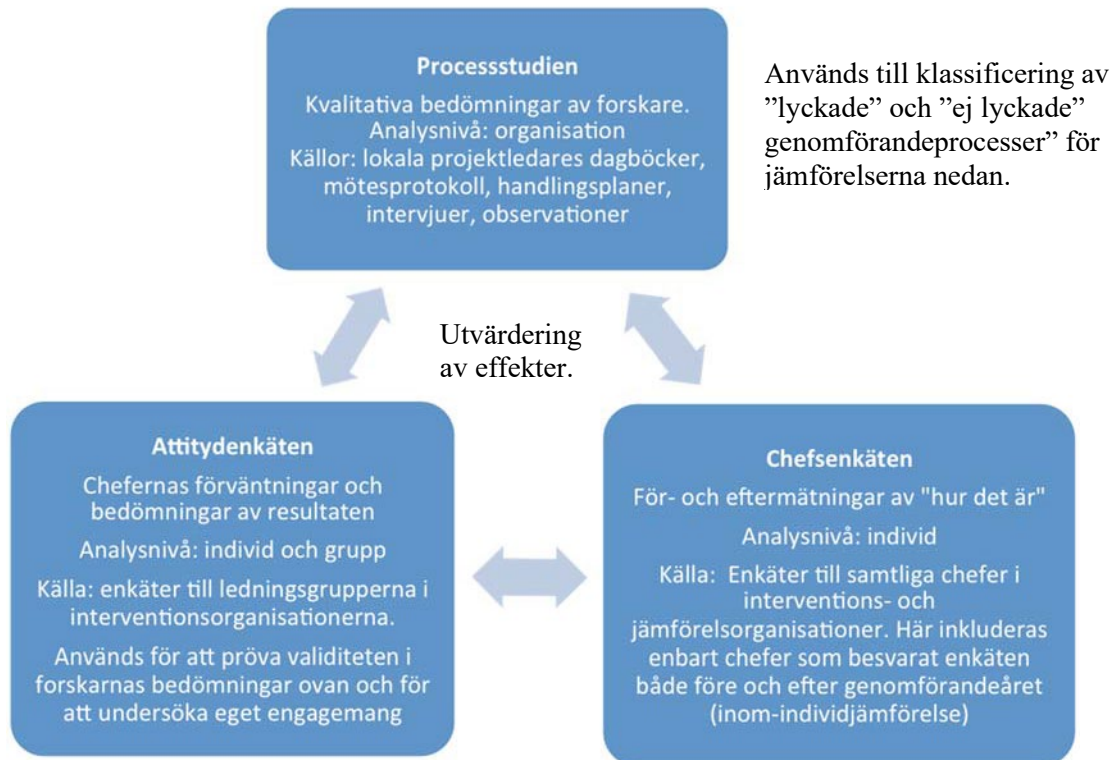 Processstudien
Kvalitativa bedömningar av forskare.
Analysnivå: organisation
Källor: lokala projektledares dagböcker,
mötesprotokoll, handlingsplaner,
intervjuer, observationer
Används till klassificering av
”lyckade” och ”ej lyckade”
genomförandeprocesser” för
jämförelserna nedan.
Utvärdering
av effekter.
Attitydenkäten
Chefernas förväntningar och
bedömningar av resultaten
Analysnivå: individ och grupp
Källa: enkäter till ledningsgrupperna i
interventionsorganisationerna.
Används för att pröva validiteten i
forskarnas bedömningar ovan och för
att undersöka eget engagemang
Chefsenkäten
För- och eftermätningar av "hur det är"
Analysnivå: individ
Källa: Enkäter till samtliga chefer i
interventions- och
jämförelsorganisationer. Här inkluderas
enbart chefer som besvarat enkäten
både före och efter genomförandeåret
(inom-individjämförelse)